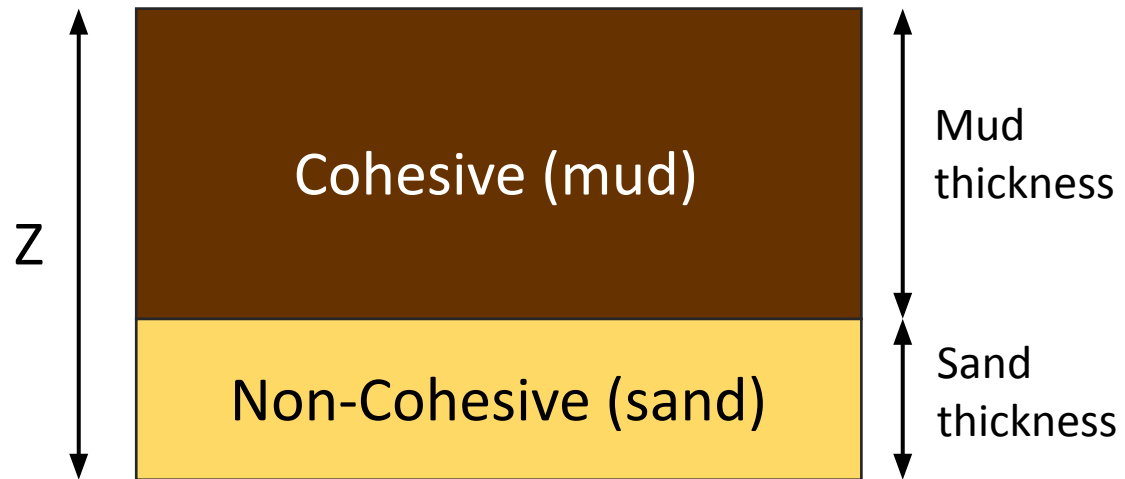 Z
Cohesive (mud)
Non-Cohesive (sand)
Mud
thickness
Sand
thickness